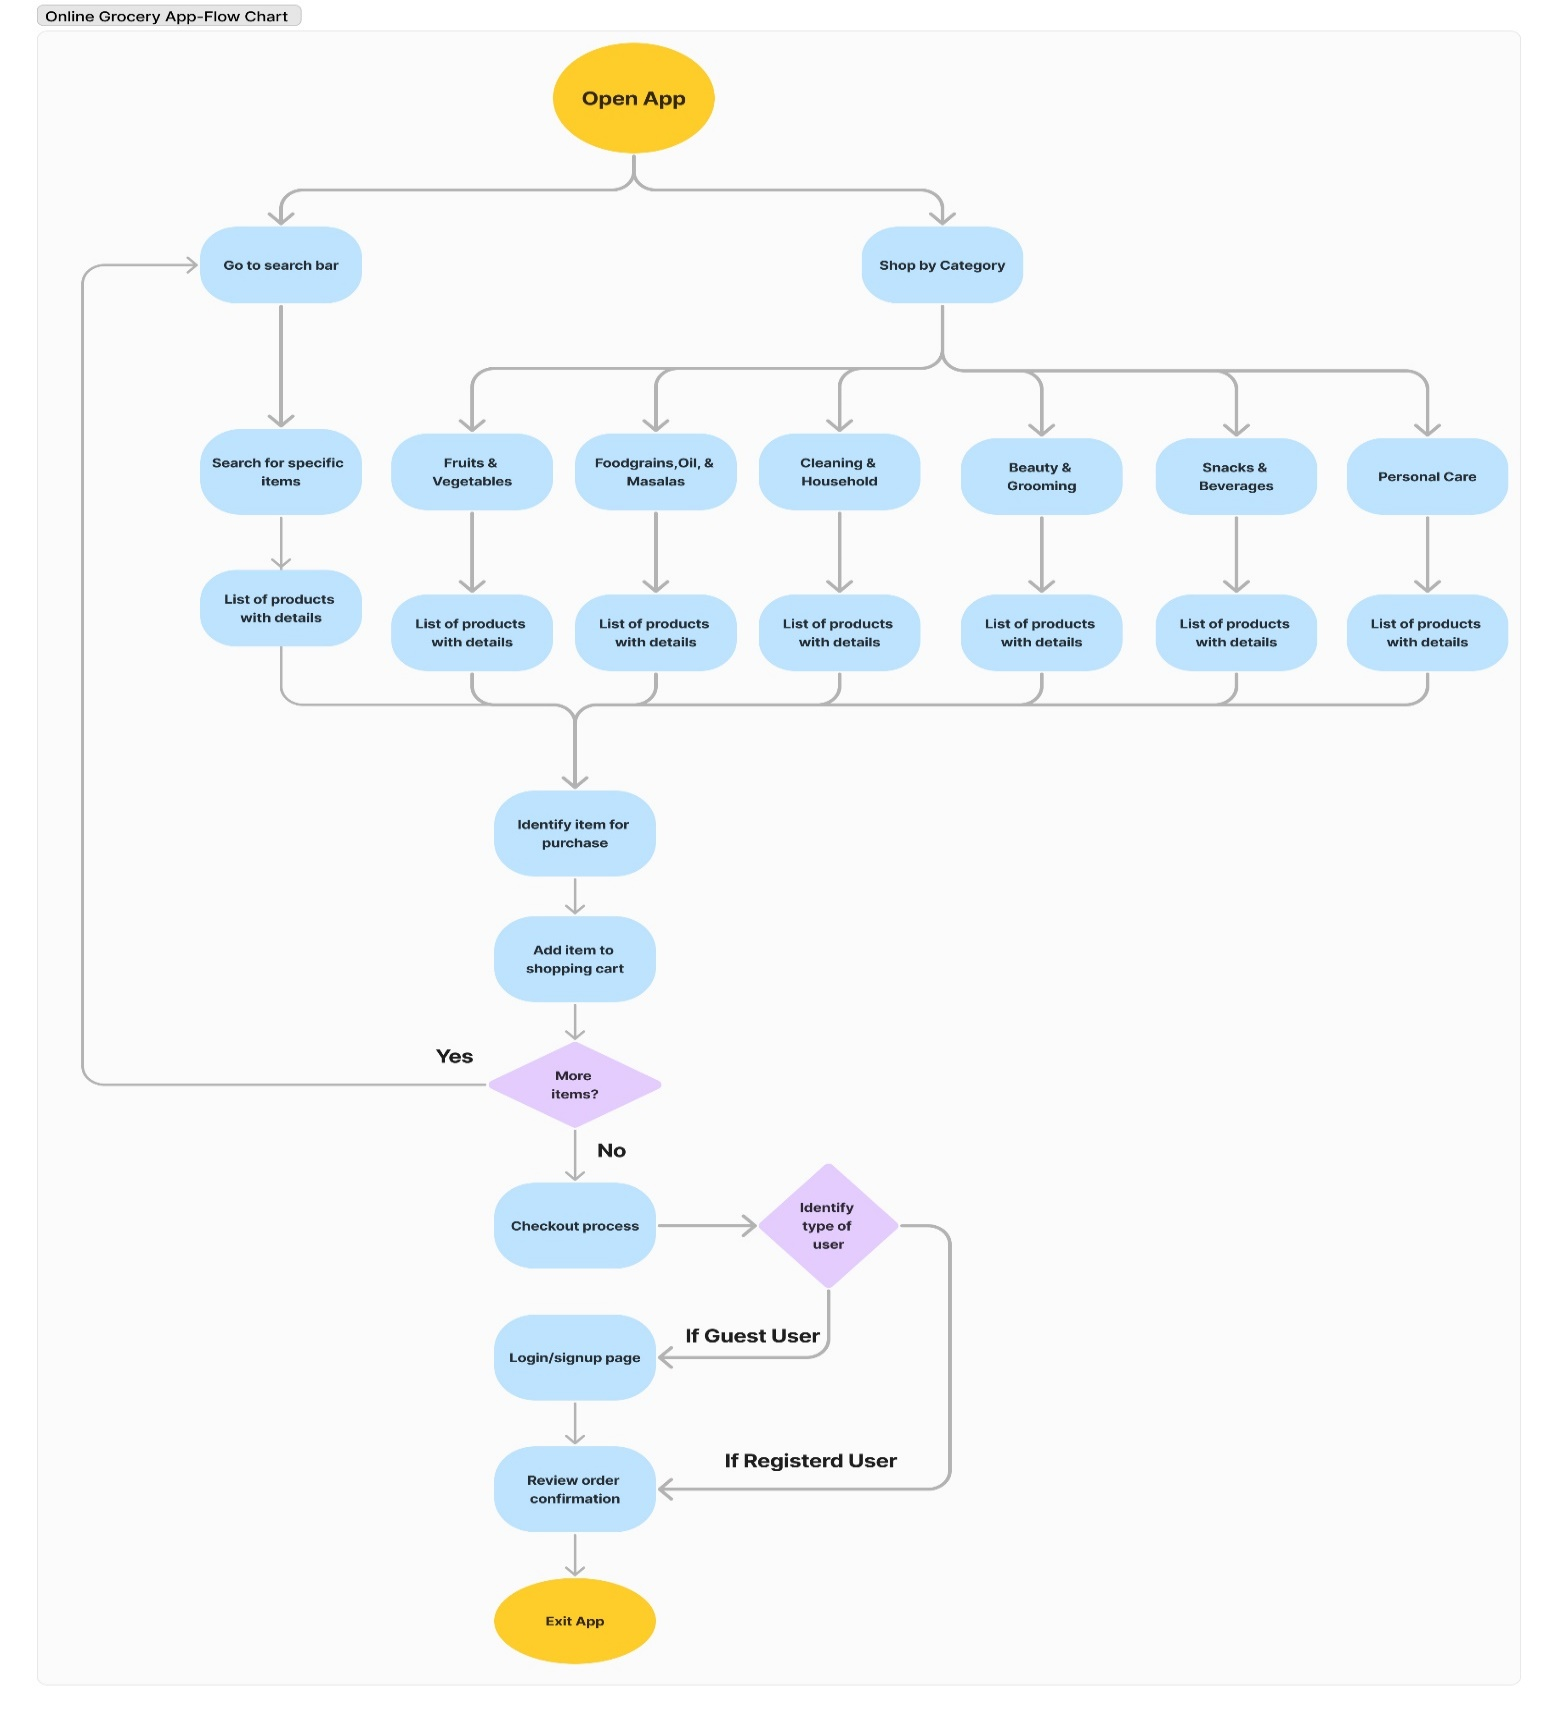 Online Grocery App-Flow Chart
Open App
Go to search bar
Shop by Category
Search for specific
items
Fruits &
Vegetables
Foodgrains,Oil, &
Masalas
Cleaning &
Household
Beauty &
Grooming
Snacks &
Beverages
Personal Care
List of products
with details
List of products
with details
List of products
with details
List of products
with details
List of products
with details
List of products
with details
List of products
with details
Identify item for
purchase
Add item to
shopping cart
Yes
More
items?
No
Checkout process
Identify
type of
user
If Guest User
Login/signup page
If Registerd User
Review order
confirmation
Exit App